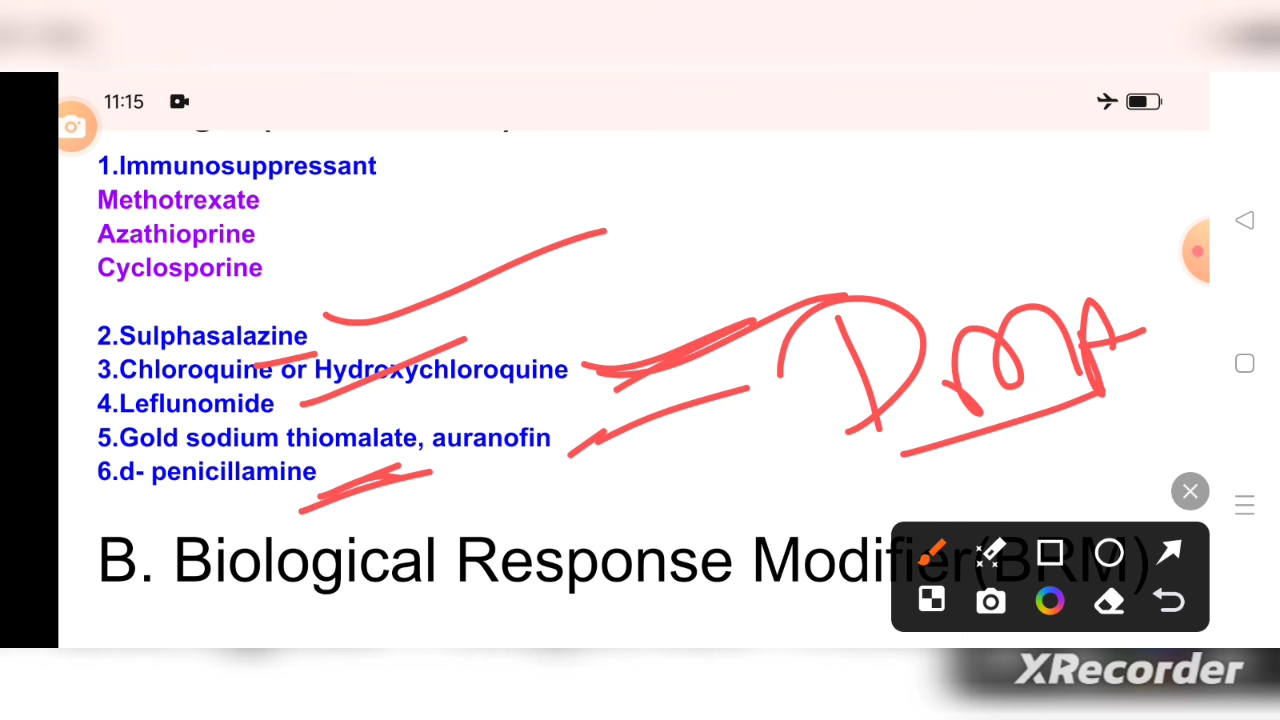 11:15
1.Immunosuppressant
Methotrexate
Azathioprine
Cyclosporine
2.Sulphasalazine
3.Chloroquine or Hydroxychloroquine
4.Leflunomide
5.Gold sodium thiomalate, auranofin
6.d- penicillamine
DMA
B. Biological Response Modifier(BRM)
XRecorder